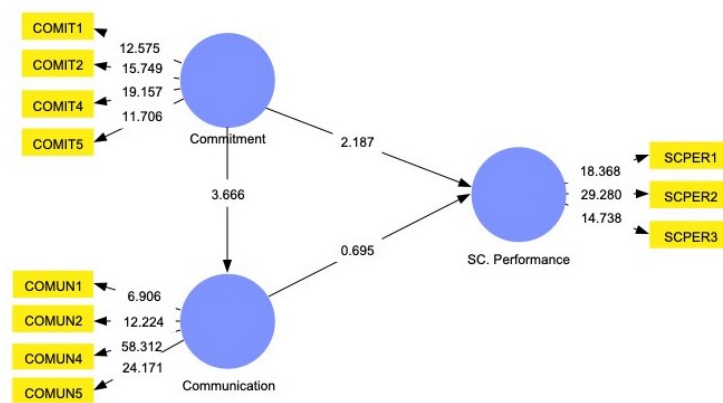 COMIT1
12.575
COMIT2
15.749
COMIT4
19.157
COMIT5
11.706
Commitment
2.187
3.666
0.695
SCPER1
18.368
SCPER2
29.280
SCPER3
14.738
SC. Performance
COMUN1
6.906
COMUN2
12.224
COMUN4
58.312
COMUN5
24.171
Communication